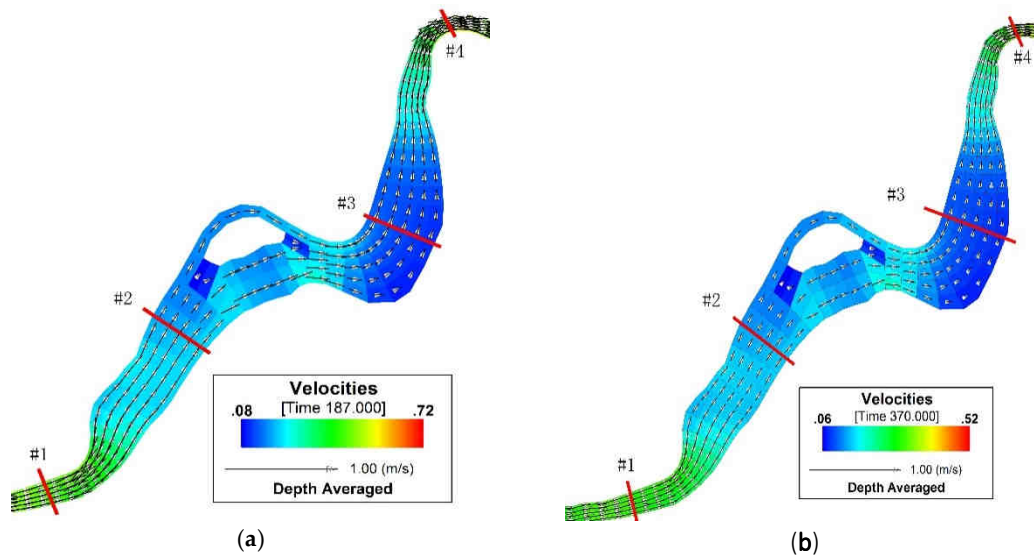 #4
#3
#2
#1
Velocities
[Time 187.000]
.08 .72
1.00 (m/s)
Depth Averaged
(a)
#4
#3
#2
#1
Velocities
[Time 370.000]
.06 .52
1.00 (m/s)
Depth Averaged
(b)